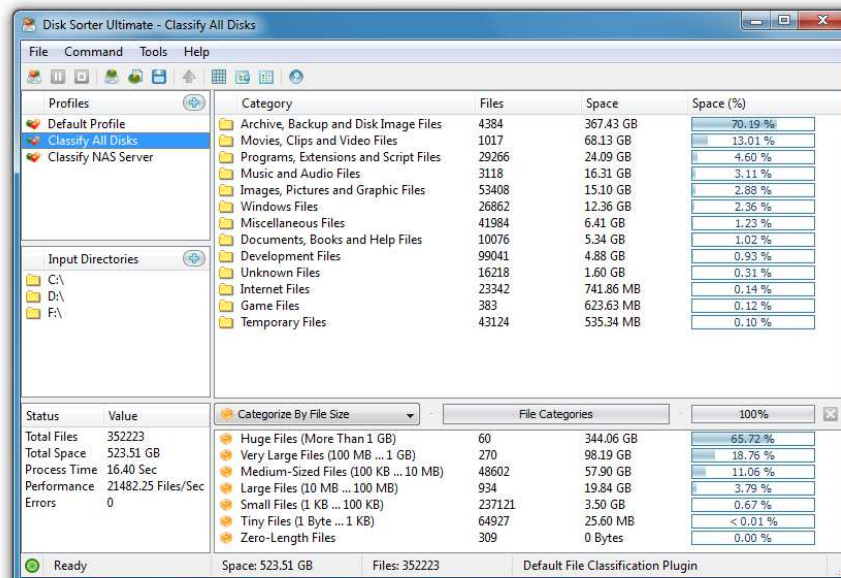 Disk Sorter Ultimate - Classify All Disks
File Command Tools Help
Profiles
Default Profile
Classify All Disks
Classify NAS Server
Input Directories
C:\
D:\
F:\
Status Value
Total Files 352223
Total Space 523.51 GB
Process Time 16.40 Sec
Performance 21482.25 Files/Sec
Errors 0
Category Files Space Space (%)
Archive, Backup and Disk Image Files 4384 367.43 GB 70.19 %
Movies, Clips and Video Files 1017 68.13 GB 13.01 %
Programs, Extensions and Script Files 29266 24.09 GB 4.60 %
Music and Audio Files 3118 16.31 GB 3.11 %
Images, Pictures and Graphic Files 53408 15.10 GB 2.88 %
Windows Files 26862 12.36 GB 2.36 %
Miscellaneous Files 41984 6.41 GB 1.23 %
Documents, Books and Help Files 10076 5.34 GB 1.02 %
Development Files 99041 4.88 GB 0.93 %
Unknown Files 16218 1.60 GB 0.31 %
Internet Files 23342 741.86 MB 0.14 %
Game Files 383 623.63 MB 0.12 %
Temporary Files 43124 535.34 MB 0.10 %
Categorize By File Size File Categories 100%
Huge Files (More Than 1 GB) 60 344.06 GB 65.72 %
Very Large Files (100 MB ... 1 GB) 270 98.19 GB 18.76 %
Medium-Sized Files (100 KB ... 10 MB) 48602 57.90 GB 11.06 %
Large Files (10 MB ... 100 MB) 934 19.84 GB 3.79 %
Small Files (1 KB ... 100 KB) 237121 3.50 GB 0.67 %
Tiny Files (1 Byte ... 1 KB) 64927 25.60 MB < 0.01 %
Zero-Length Files 309 0 Bytes 0.00 %
Ready Space: 523.51 GB Files: 352223 Default File Classification Plugin